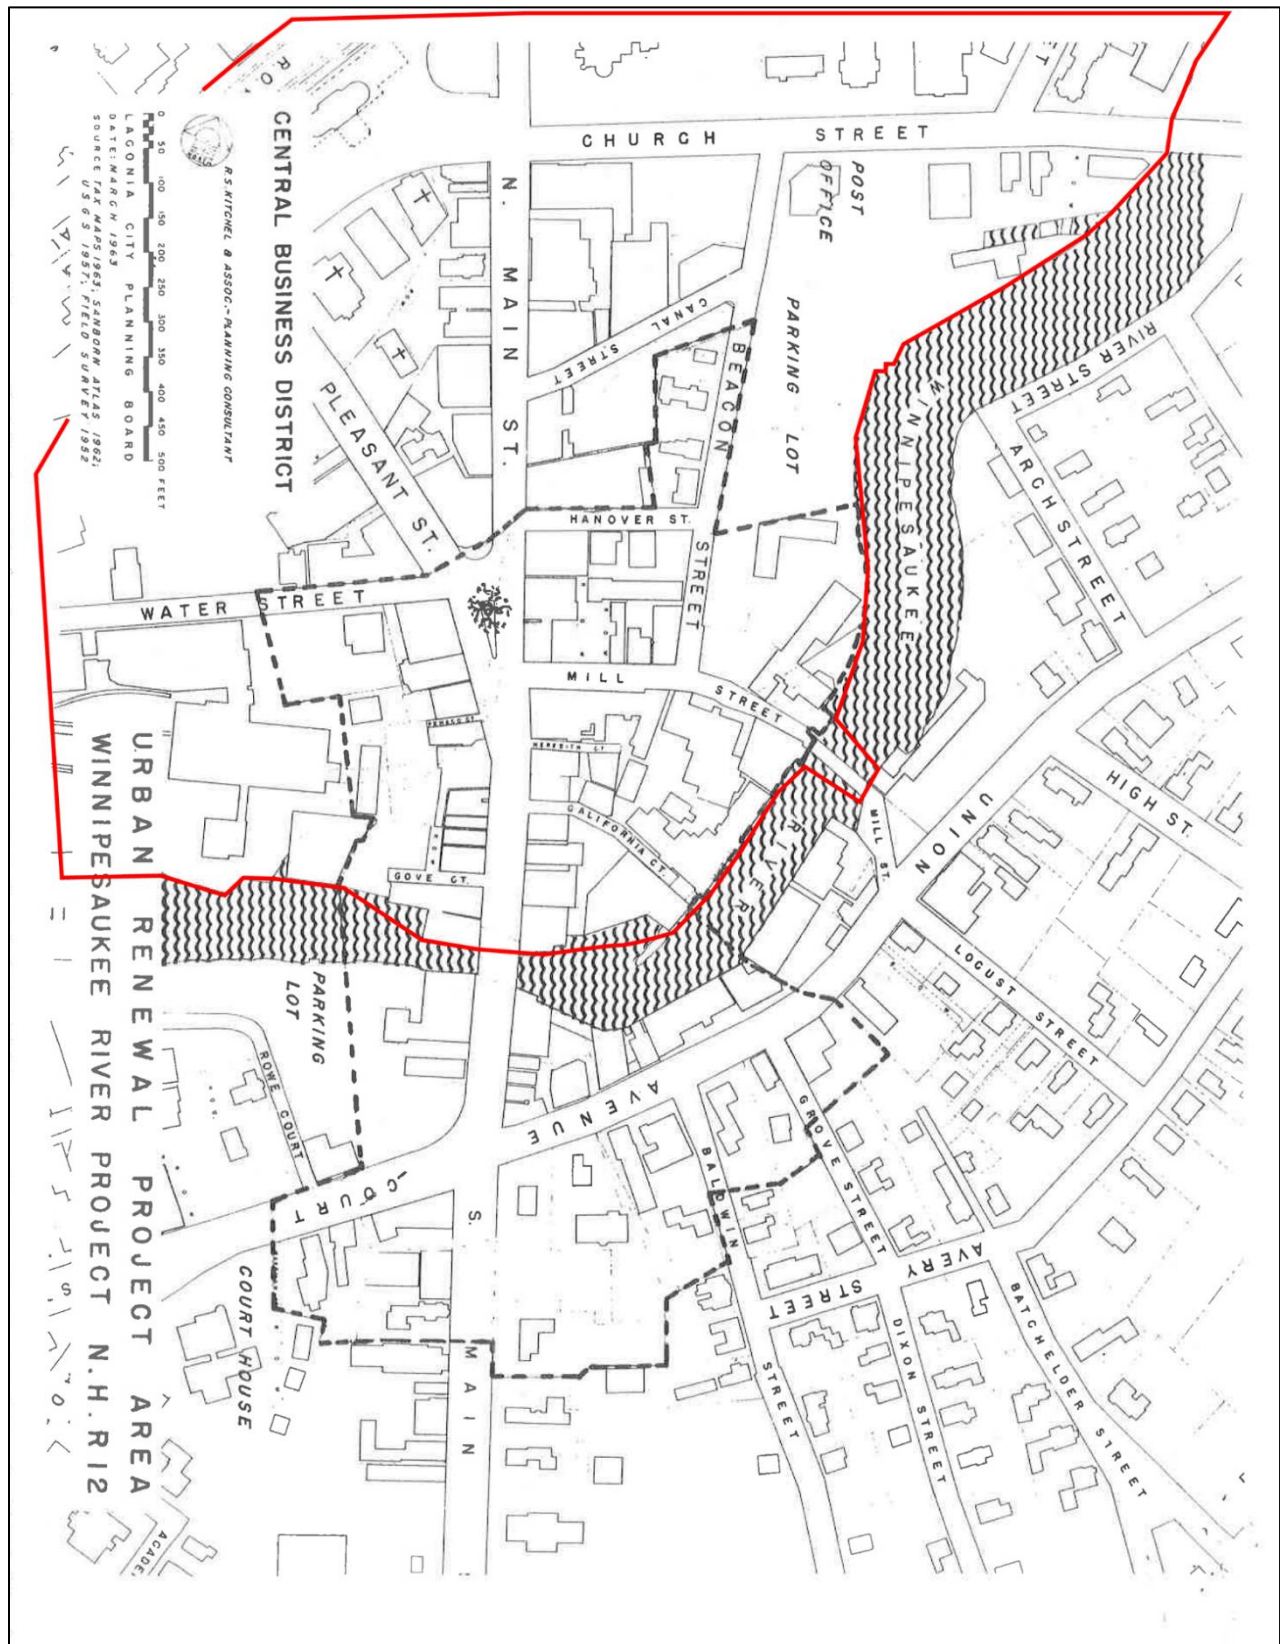 CHURCH STREET
POST
OFFICE
CENTRAL BUSINESS DISTRICT
R.S. KITCHEL & ASSOC.-PLANNING CONSULTANT
0 50 100 150 200 250 300 350 400 450 500 FEET
LACONIA CITY PLANNING BOARD
DATE: MARCH 1963
SOURCE TAX MAPS 1963; SANBORN ATLAS 1962;
USGS 1957; FIELD SURVEY 1952
N. MAIN ST.
PLEASANT ST.
CANAL
STREET
BEACON
STREET
PARKING LOT
RIVER STREET
ARCH STREET
WINNIPESAUKEE
RIVER
HANOVER ST.
WATER STREET
MILL
STREET
MILL ST.
UNION
AVENUE
HIGH ST.
LOCUST STREET
MEREDITH CT.
CALIFORNIA CT.
GOVE CT.
PARKING
LOT
ROWE COURT
COURT
COURT HOUSE
S.
MAIN
BALDWIN
STREET
GROVE STREET
AVERY
STREET
DIXON STREET
BATCHELDER STREET
URBAN RENEWAL PROJECT AREA
WINNIPESAUKEE RIVER PROJECT N.H. R12